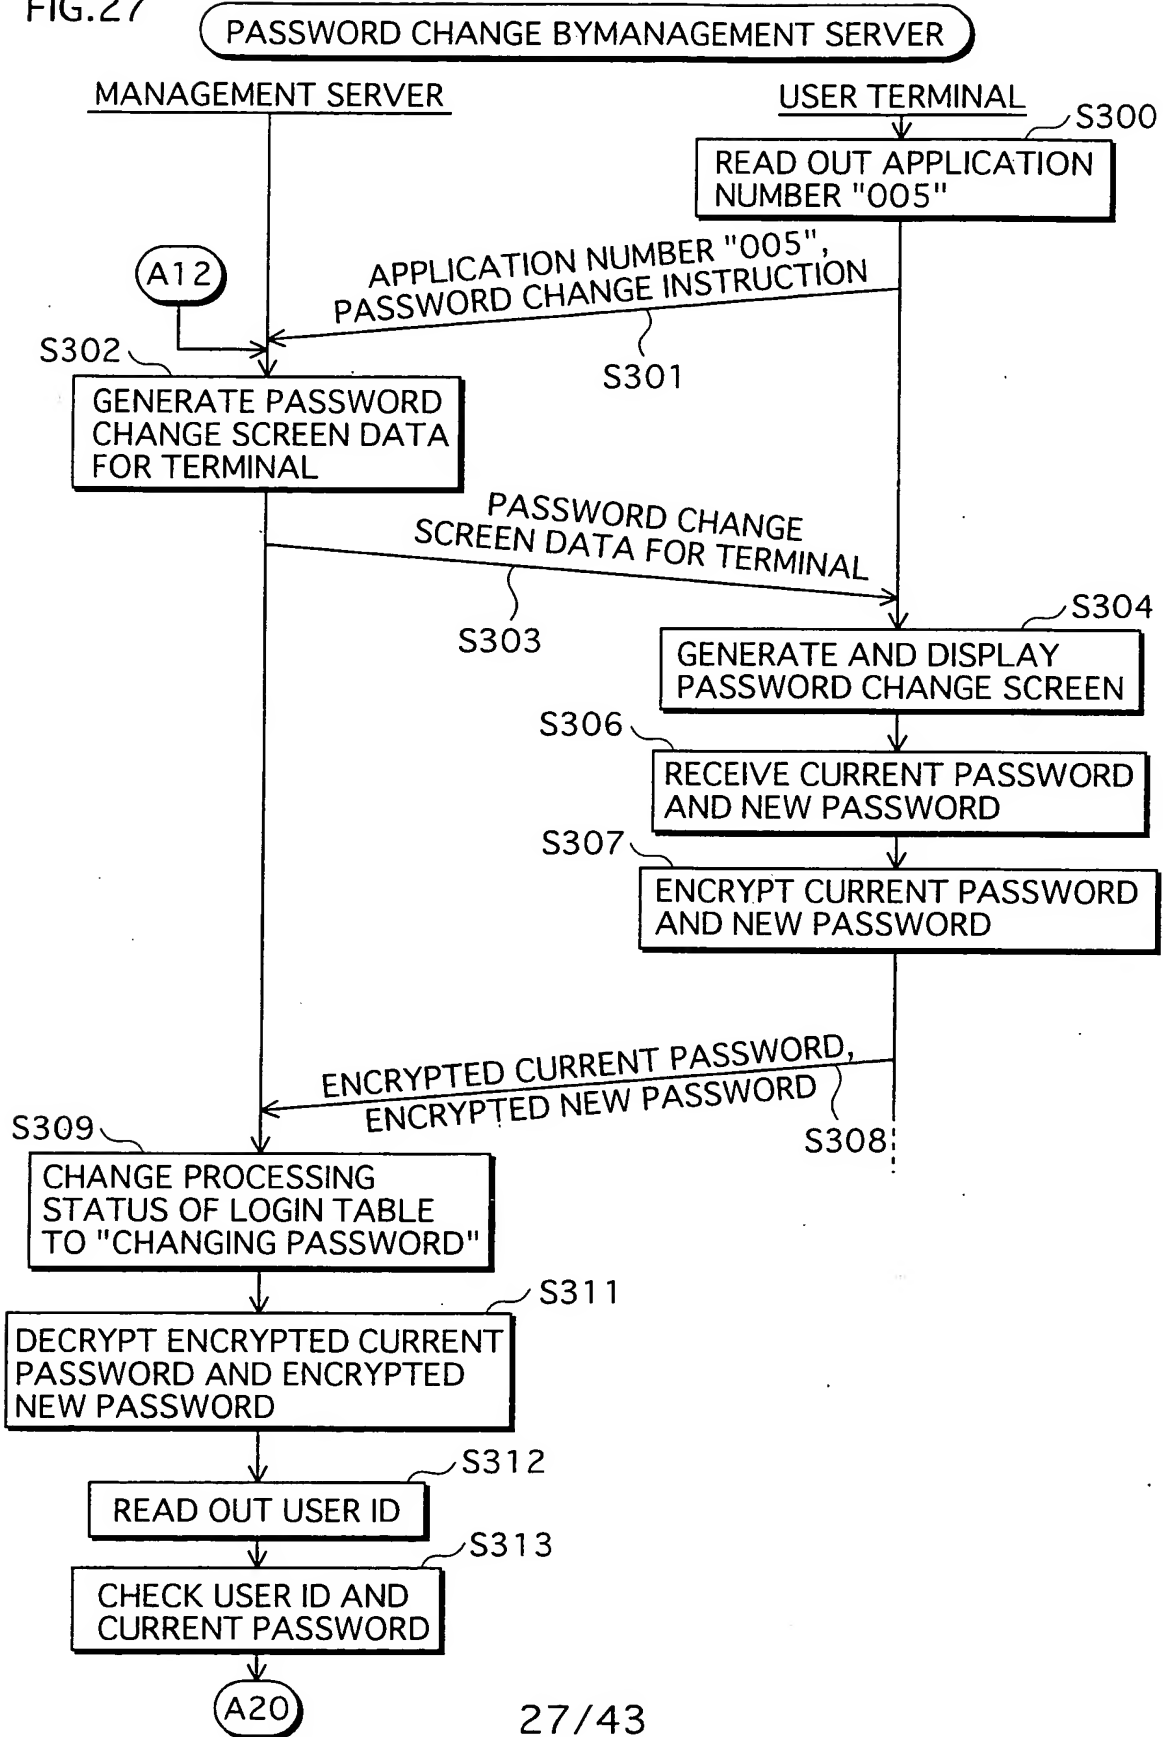 FIG.27
PASSWORD CHANGE BYMANAGEMENT SERVER
MANAGEMENT SERVER
USER TERMINAL
S300
READ OUT APPLICATION
NUMBER "005"
A12
APPLICATION NUMBER "005",
PASSWORD CHANGE INSTRUCTION
S301
S302
GENERATE PASSWORD
CHANGE SCREEN DATA
FOR TERMINAL
PASSWORD CHANGE
SCREEN DATA FOR TERMINAL
S303
S304
GENERATE AND DISPLAY
PASSWORD CHANGE SCREEN
S306
RECEIVE CURRENT PASSWORD
AND NEW PASSWORD
S307
ENCRYPT CURRENT PASSWORD
AND NEW PASSWORD
ENCRYPTED CURRENT PASSWORD,
ENCRYPTED NEW PASSWORD
S308
S309
CHANGE PROCESSING
STATUS OF LOGIN TABLE
TO "CHANGING PASSWORD"
S311
DECRYPT ENCRYPTED CURRENT
PASSWORD AND ENCRYPTED
NEW PASSWORD
S312
READ OUT USER ID
S313
CHECK USER ID AND
CURRENT PASSWORD
A20
27/43